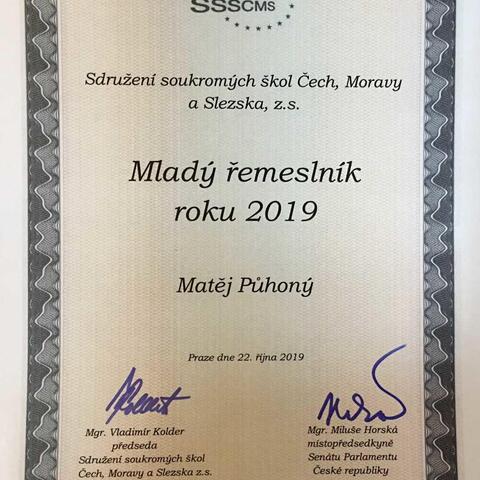 SSSČMS
Sdružení soukromých škol Čech, Moravy
a Slezska, z.s.
Mladý řemeslník
roku 2019
Matěj Půhoný
Praze dne 22. října 2019
Mgr. Vladimír Kolder
předseda
Sdružení soukromých škol
Čech, Moravy a Slezska z.s.
Mgr. Miluše Horská
místopředsedkyně
Senátu Parlamentu
České republiky